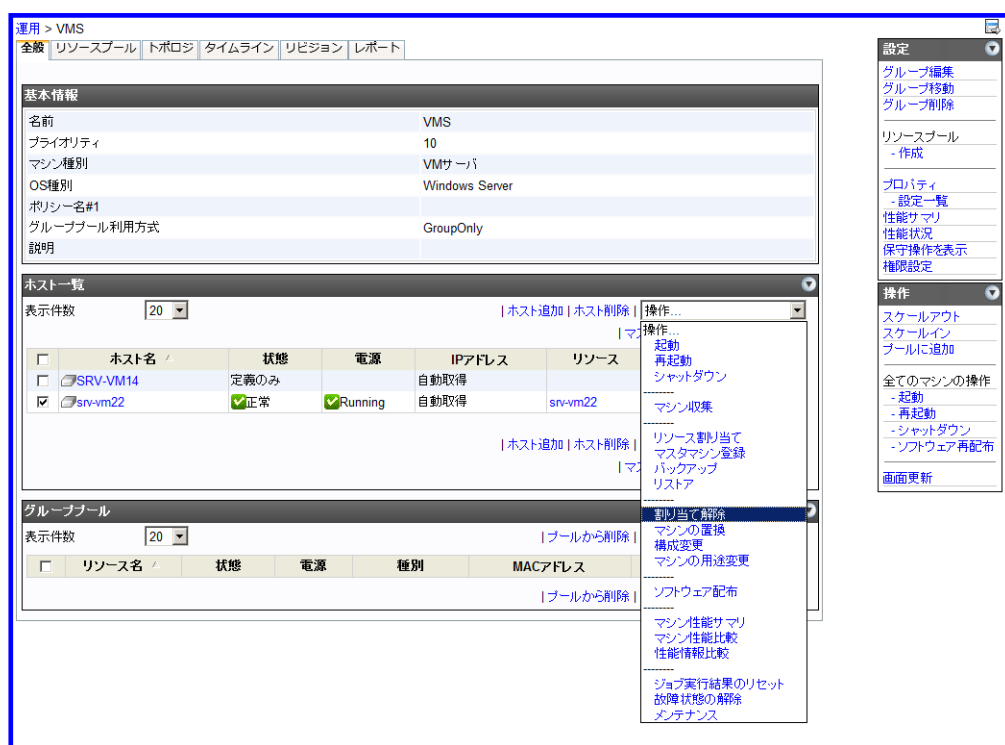 運用 > VMS
全般 リソースプール トポロジ タイムライン リビジョン レポート
基本情報
名前 VMS
プライオリティ 10
マシン種別 VMサーバ
OS種別 Windows Server
ポリシー名#1
グループプール利用方式 GroupOnly
説明
ホスト一覧
表示件数 20 | ホスト追加 | ホスト削除 | 操作...
| マス
ホスト名 状態 電源 IPアドレス リソース
SRV-VM14 定義のみ 自動取得
srv-vm22 正常 Running 自動取得 srv-vm22
| ホスト追加 | ホスト削除 |
| マス
グループプール
表示件数 20 | プールから削除 |
リソース名 状態 電源 種別 MACアドレス
| プールから削除 |
操作...
起動
再起動
シャットダウン
--------
マシン収集
--------
リソース割り当て
マスタマシン登録
バックアップ
リストア
--------
割り当て解除
マシンの置換
構成変更
マシンの用途変更
--------
ソフトウェア配布
--------
マシン性能サマリ
マシン性能比較
性能情報比較
--------
ジョブ実行結果のリセット
故障状態の解除
メンテナンス
設定
グループ編集
グループ移動
グループ削除
リソースプール
- 作成
プロパティ
- 設定一覧
性能サマリ
性能状況
保守操作を表示
権限設定
操作
スケールアウト
スケールイン
プールに追加
全てのマシンの操作
- 起動
- 再起動
- シャットダウン
- ソフトウェア再配布
画面更新